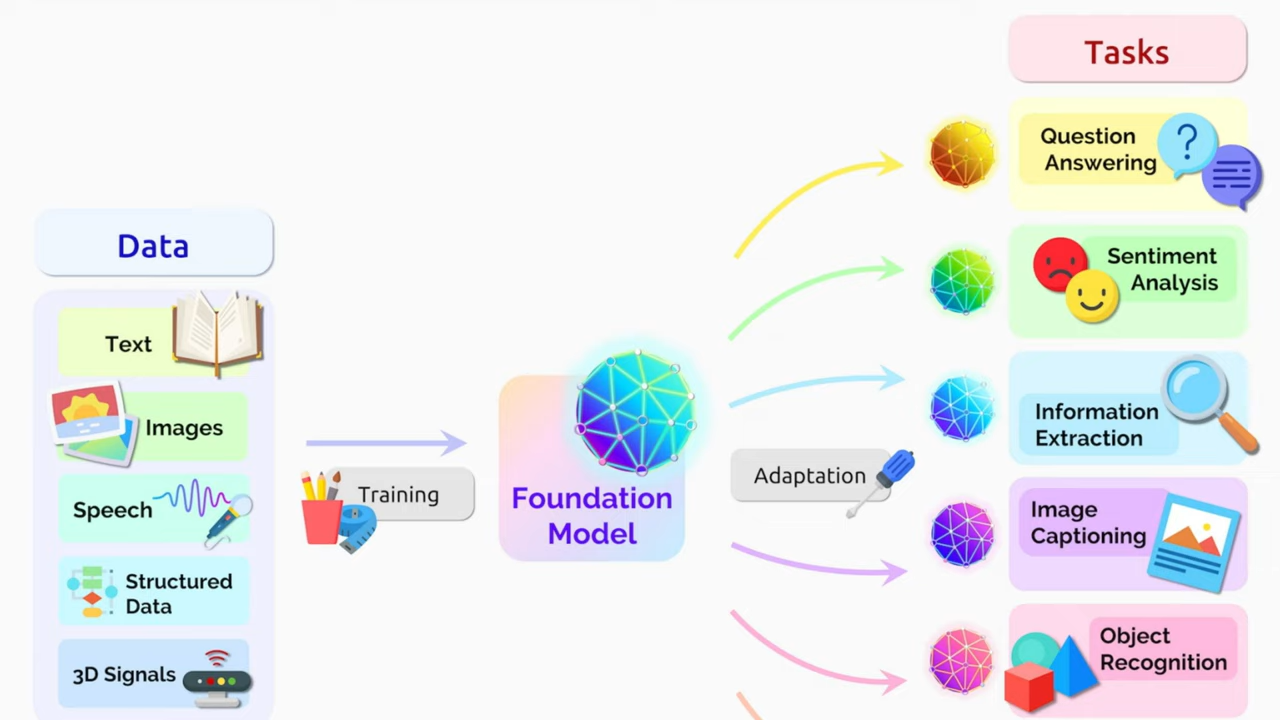 Data
Text
Images
Speech
Structured
Data
3D Signals
Training
Foundation
Model
Adaptation
Tasks
Question
Answering
?
Sentiment
Analysis
Information
Extraction
Image
Captioning
Object
Recognition